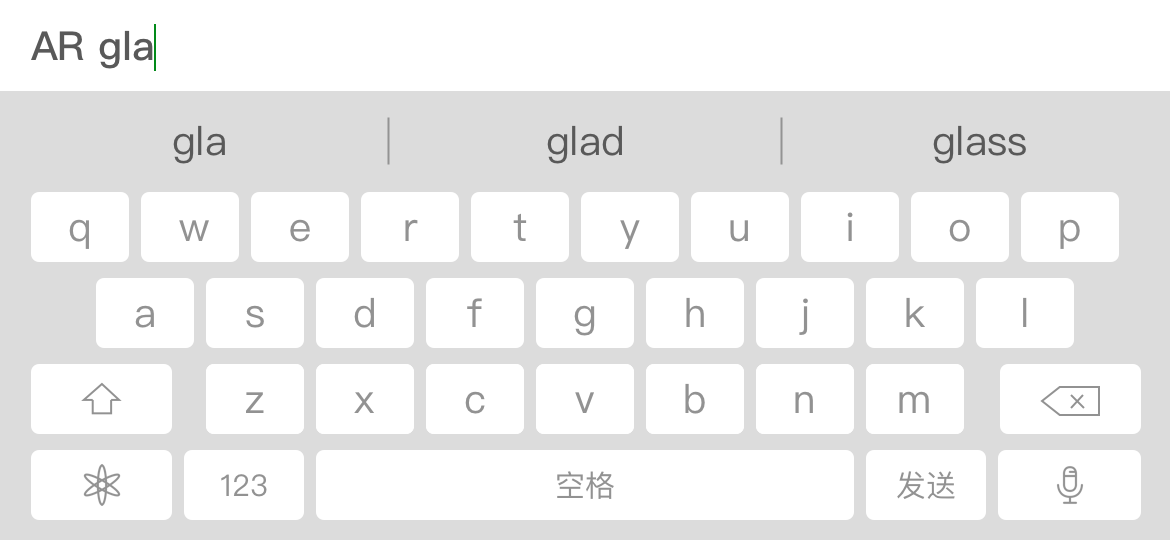 AR gla
gla glad glass
q w e r t y u i o p
a s d f g h j k l
z x c v b n m
123 空格 发送